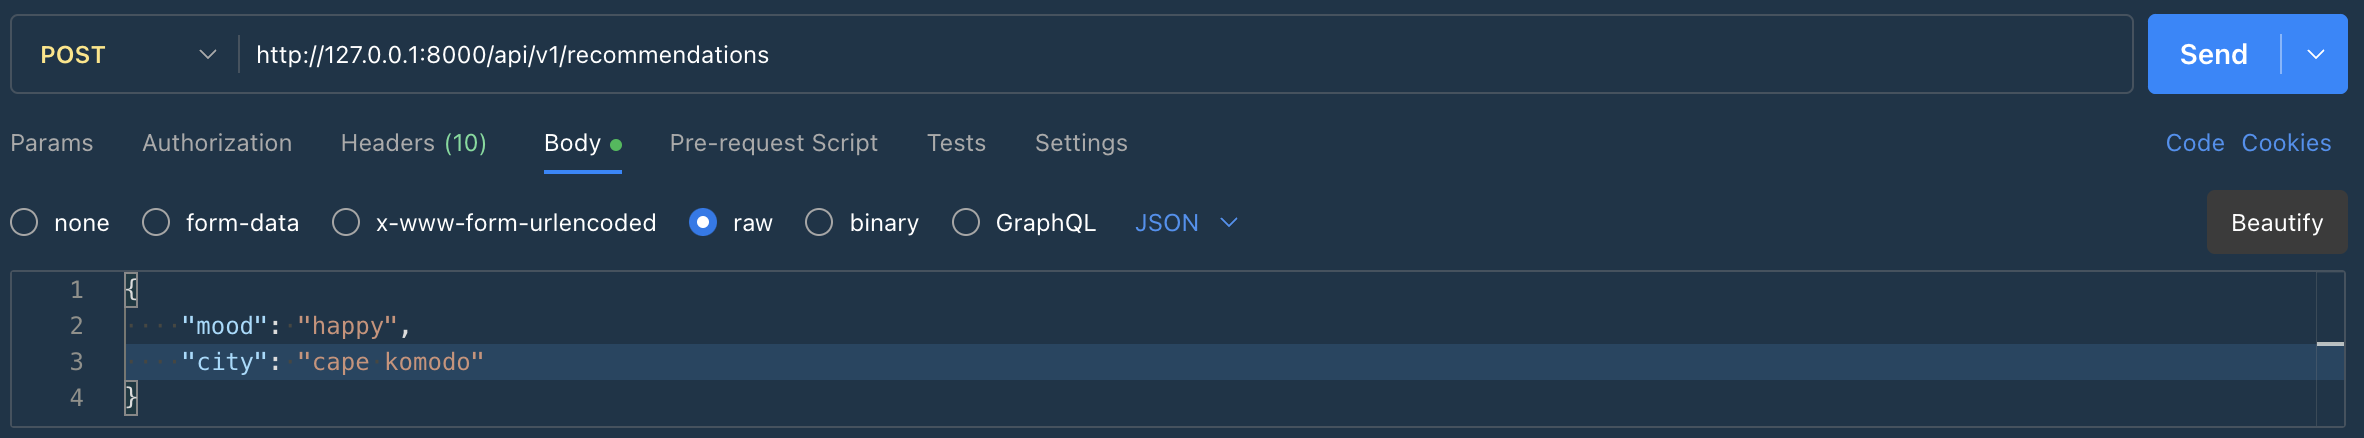 POST http://127.0.0.1:8000/api/v1/recommendations Send
Params Authorization Headers (10) Body Pre-request Script Tests Settings Code Cookies
none form-data x-www-form-urlencoded raw binary GraphQL JSON Beautify
1 {
2 "mood": "happy",
3 "city": "cape komodo"
4 }